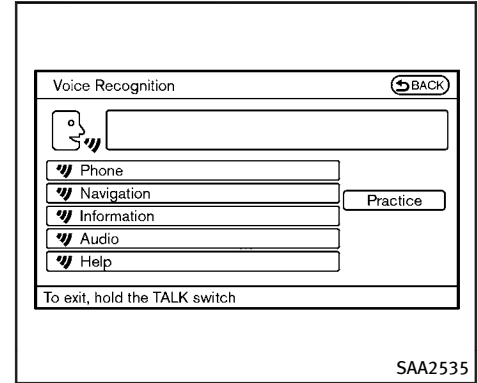 Voice Recognition
BACK
Phone
Navigation
Practice
Information
Audio
Help
To exit, hold the TALK switch
SAA2535